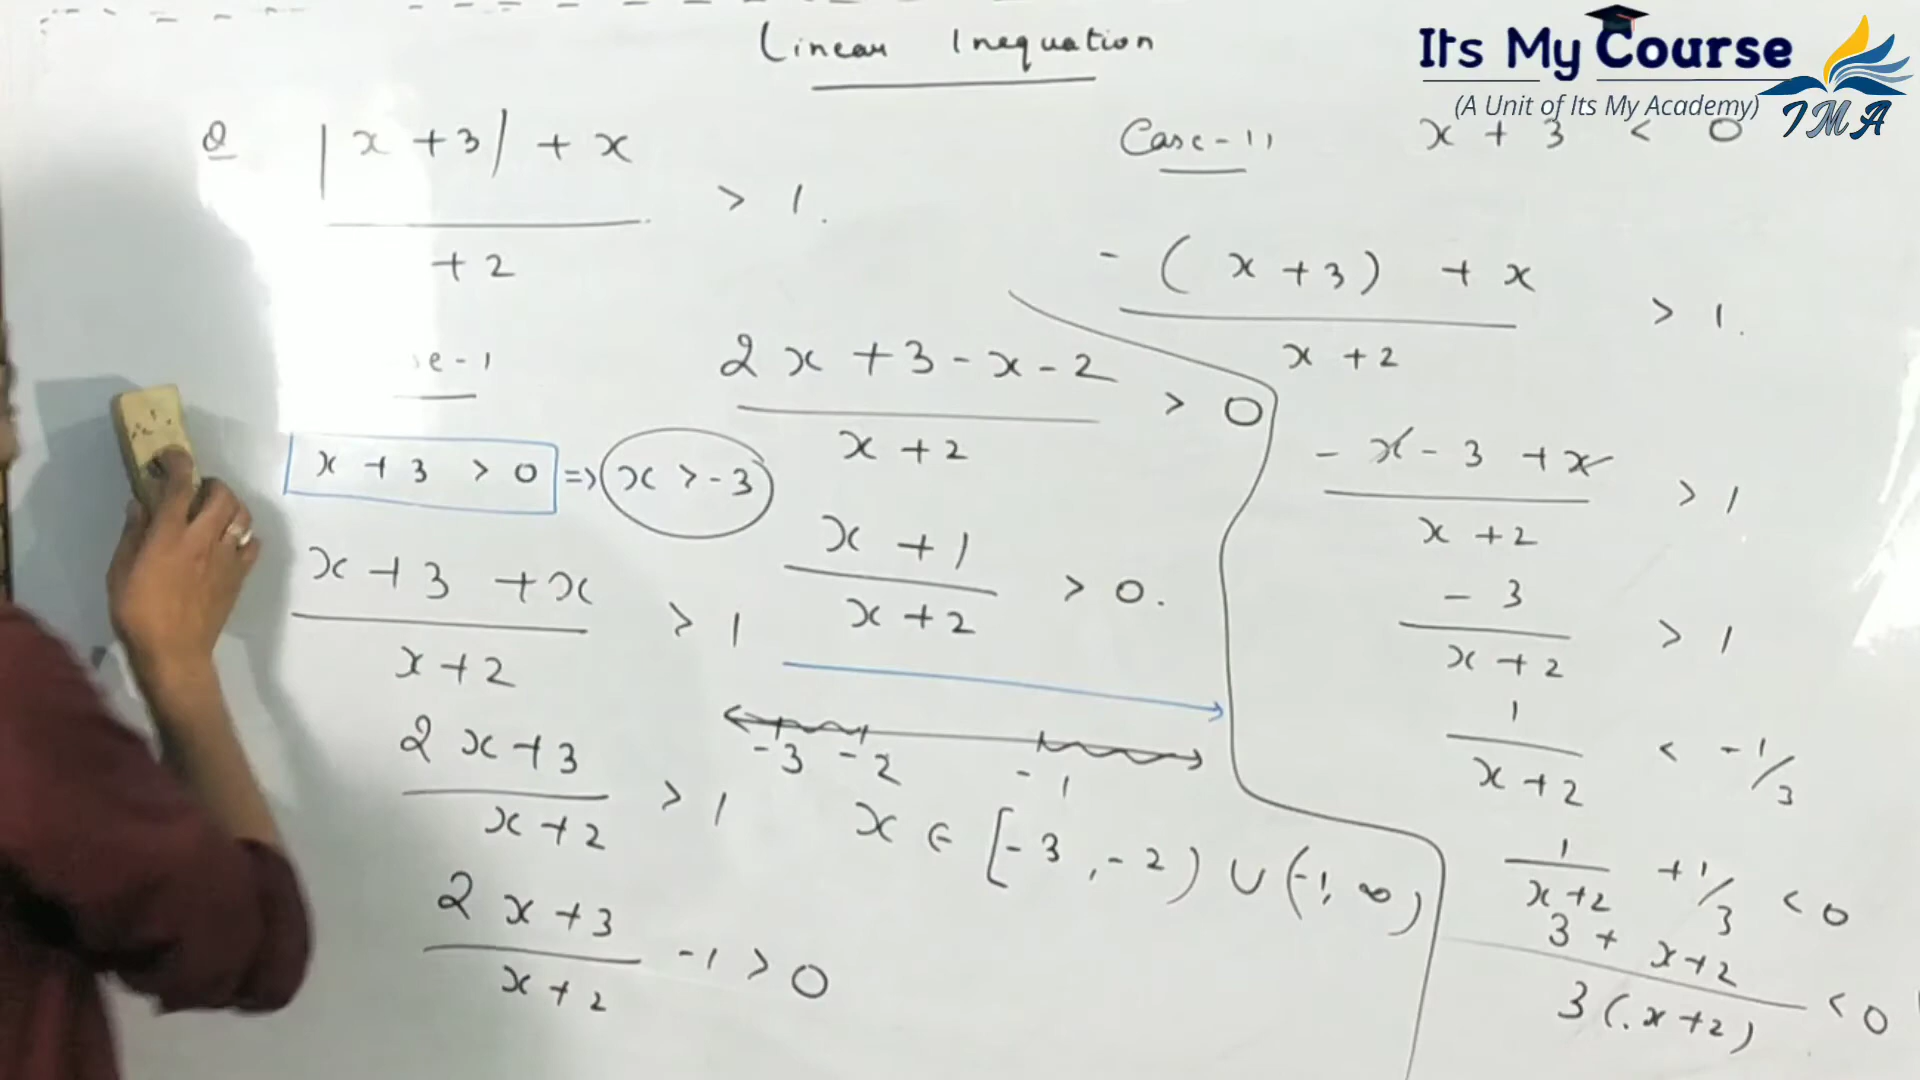 Linear Inequation
Its My Course
(A Unit of Its My Academy)
IMA
Q |x + 3| + x
> 1.
+ 2
e - 1
x + 3 > 0 => x > -3
x + 3 + x
> 1
x + 2
2x + 3
> 1
x + 2
2x + 3
-1 > 0
x + 2
2x + 3 - x - 2
> 0
x + 2
x + 1
> 0.
x + 2
-3 -2 -1
x ∈ [-3, -2) ∪ (-1, ∞)
Case - 11 x + 3 < 0
- (x + 3) + x
> 1.
x + 2
- x - 3 + x
> 1
x + 2
- 3
> 1
x + 2
1
< -1/3
x + 2
1
+ 1/3 < 0
x + 2
3 + x + 2
< 0
3(x + 2)